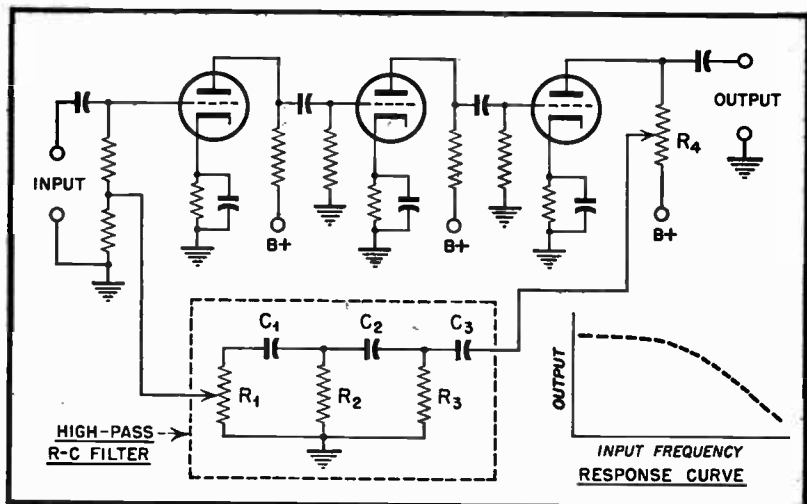 INPUT
B+
B+
OUTPUT
R4
B+
C1
C2
C3
R1
R2
R3
HIGH-PASS
R-C FILTER
OUTPUT
INPUT FREQUENCY
RESPONSE CURVE